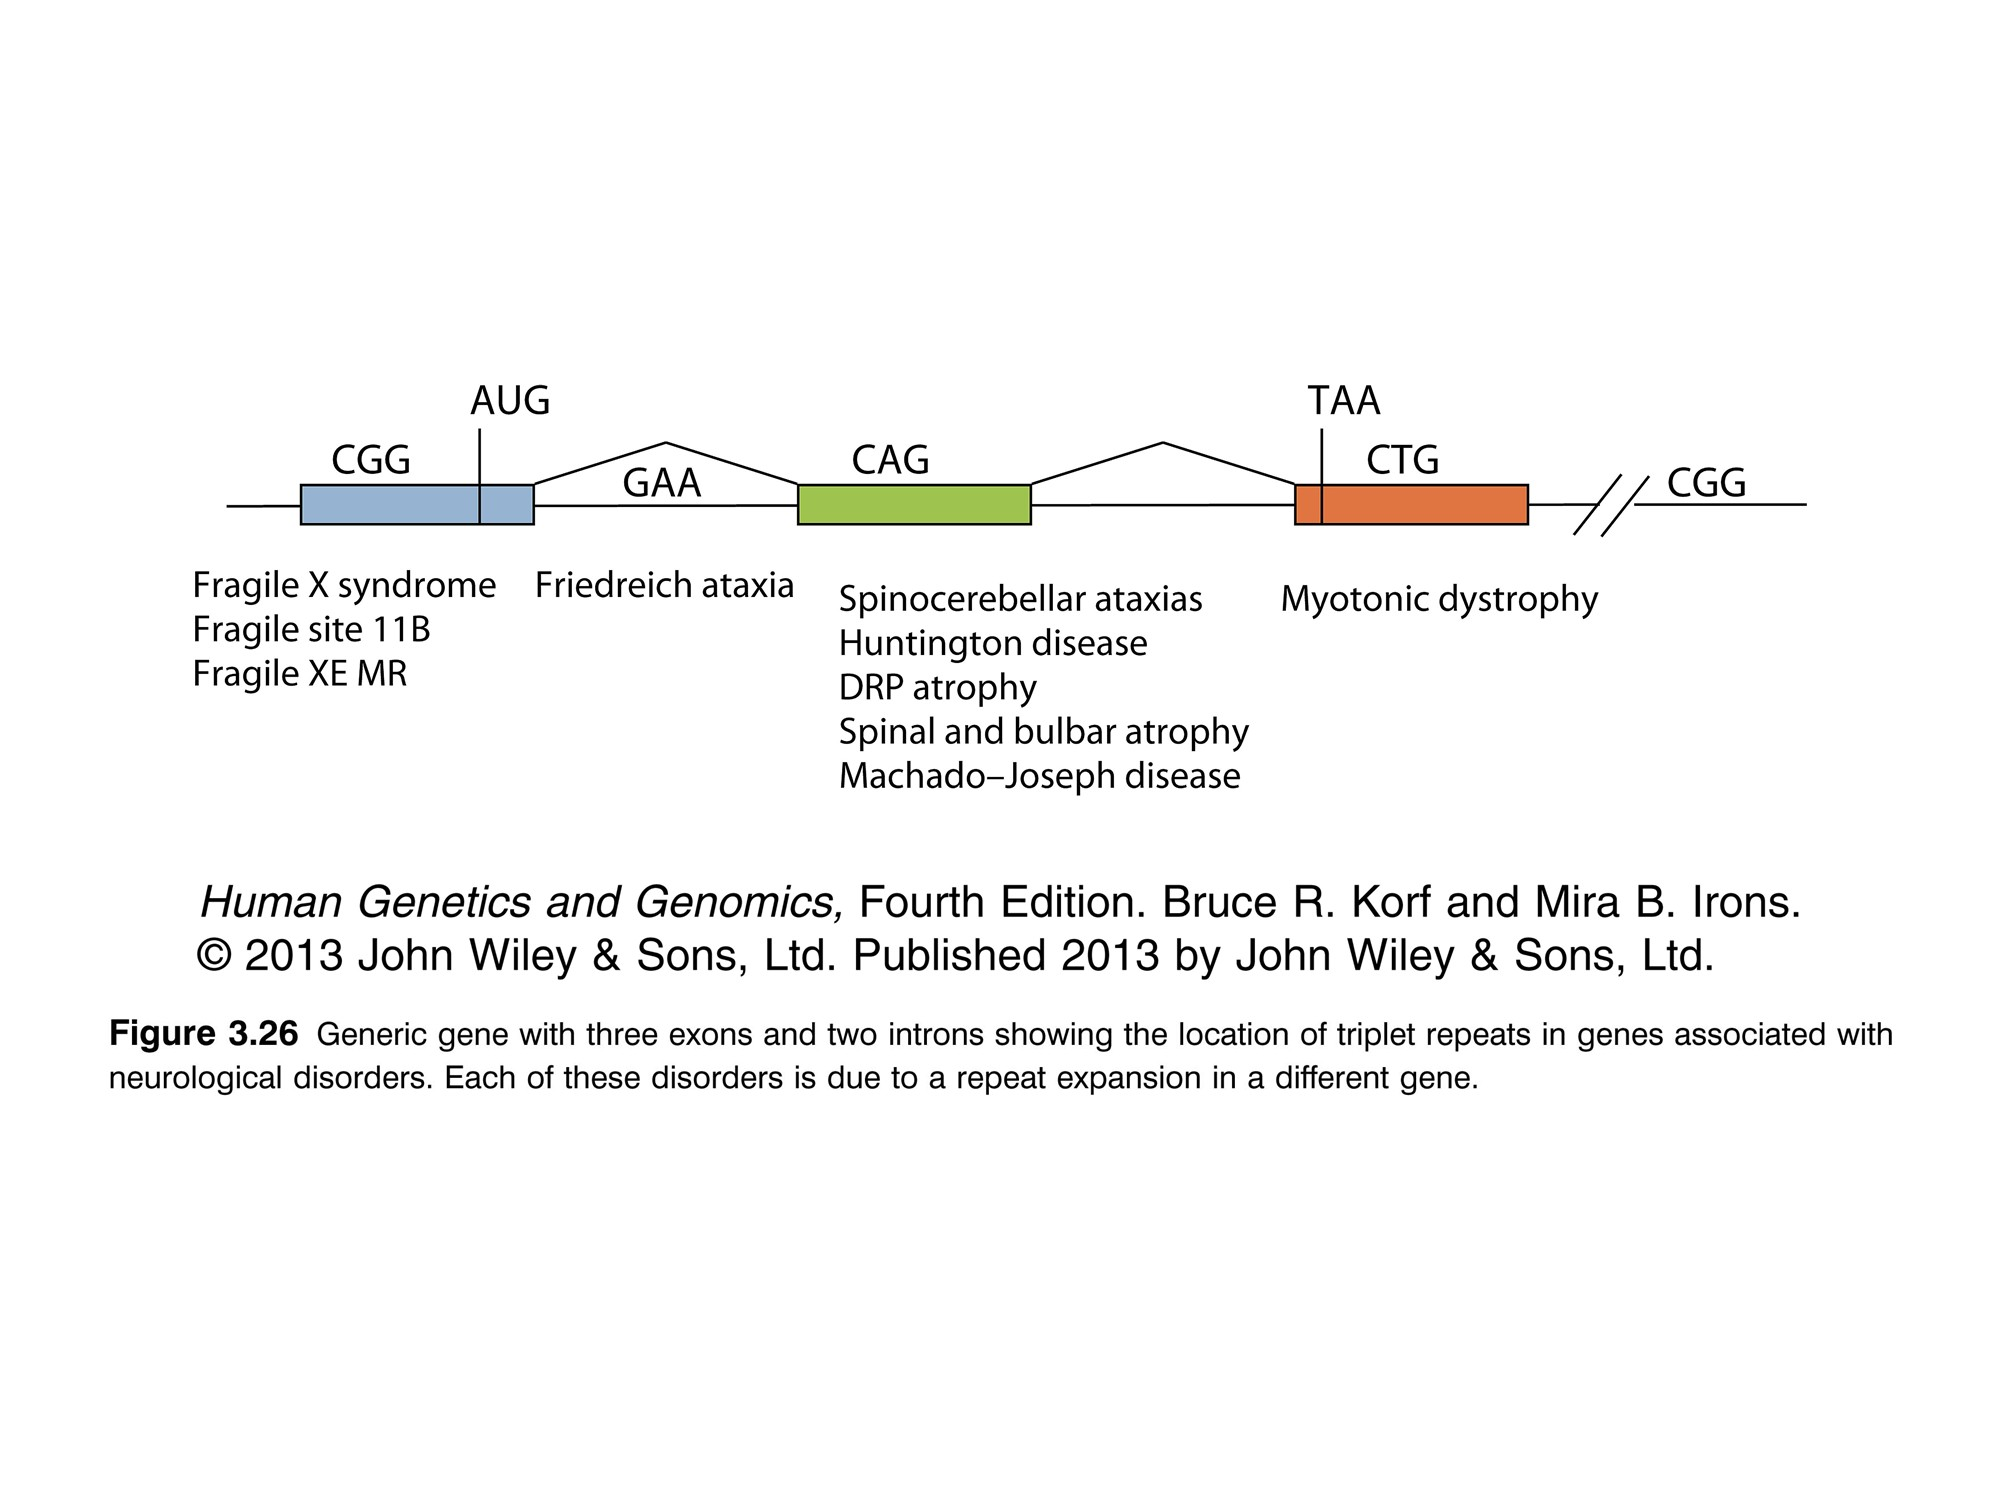 AUG
TAA
CGG
GAA
CAG
CTG
CGG
Fragile X syndrome
Fragile site 11B
Fragile XE MR
Friedreich ataxia
Spinocerebellar ataxias
Huntington disease
DRP atrophy
Spinal and bulbar atrophy
Machado–Joseph disease
Myotonic dystrophy
Human Genetics and Genomics, Fourth Edition. Bruce R. Korf and Mira B. Irons.
© 2013 John Wiley & Sons, Ltd. Published 2013 by John Wiley & Sons, Ltd.
Figure 3.26 Generic gene with three exons and two introns showing the location of triplet repeats in genes associated with
neurological disorders. Each of these disorders is due to a repeat expansion in a different gene.